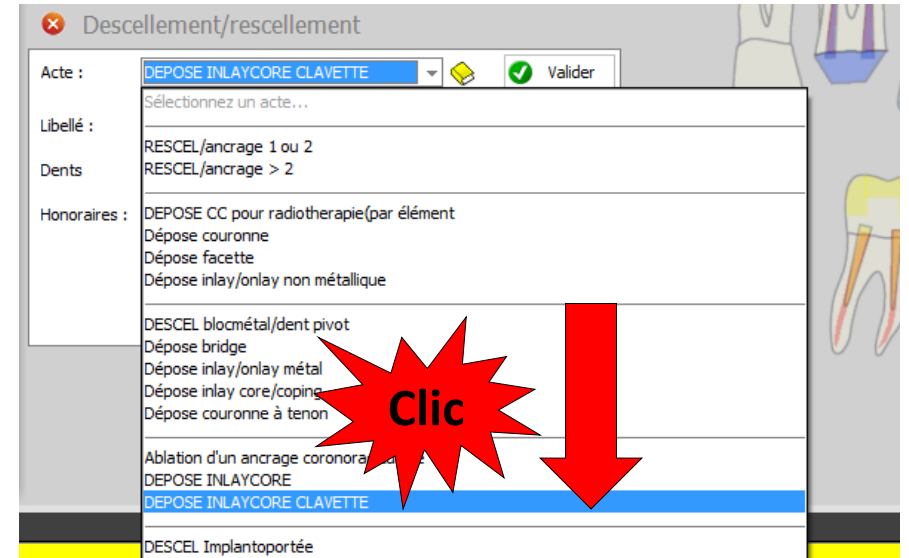 Descellement/rescellement
Acte :
DEPOSE INLAYCORE CLAVETTE
Valider
Sélectionnez un acte...
Libellé :
RESCEL/ancrage 1 ou 2
Dents
RESCEL/ancrage > 2
Honoraires :
DEPOSE CC pour radiotherapie(par élément
Dépose couronne
Dépose facette
Dépose inlay/onlay non métallique
DESCEL blocmétal/dent pivot
Dépose bridge
Dépose inlay/onlay métal
Dépose inlay core/coping
Clic
Dépose couronne à tenon
Ablation d'un ancrage
DEPOSE INLAYCORE
DEPOSE INLAYCORE CLAVETTE
DESCEL Implantoportée